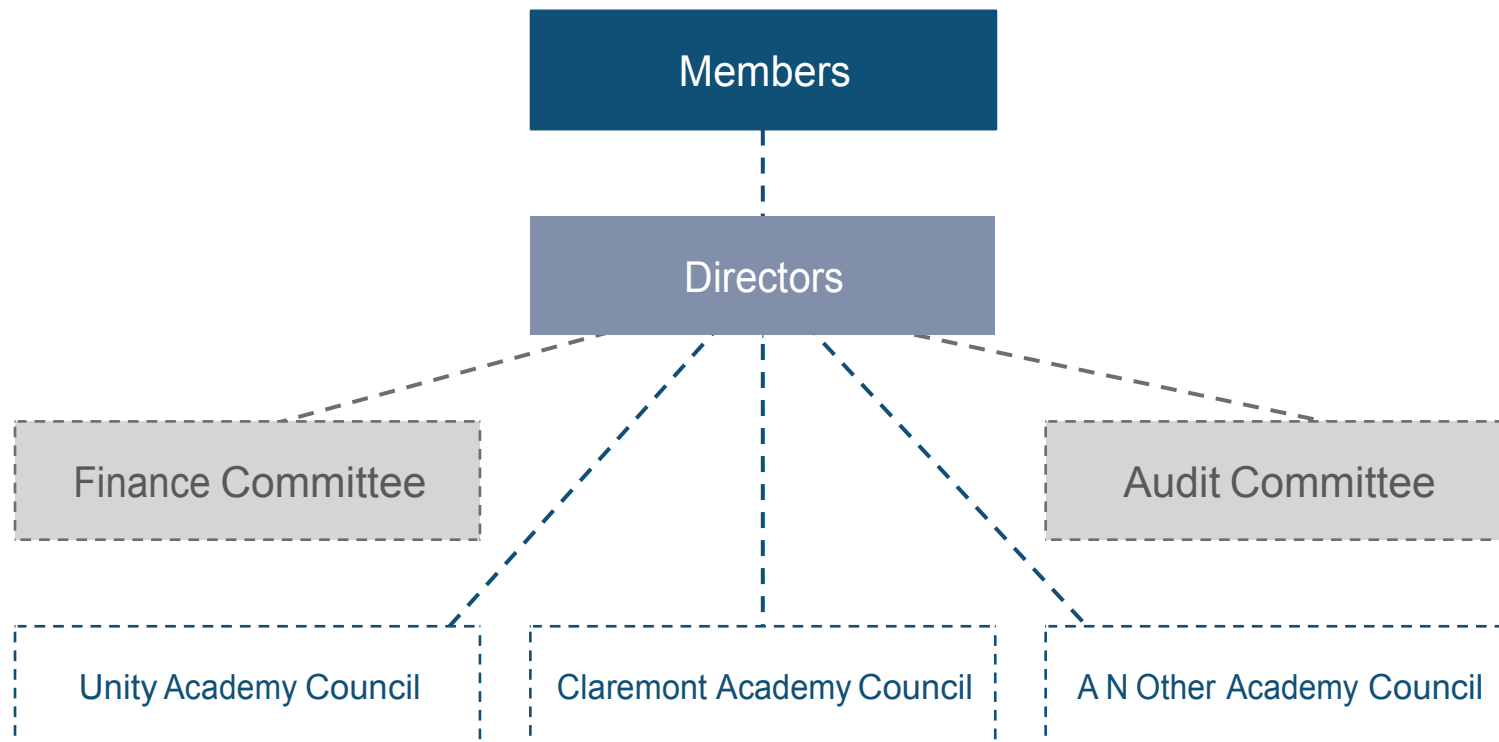 Members
Directors
Finance Committee
Audit Committee
Unity Academy Council
Claremont Academy Council
A N Other Academy Council